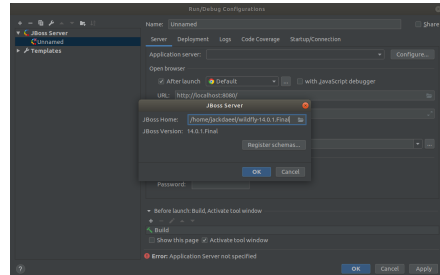 Run/Debug Configurations
JBoss Server
Unnamed
Templates
Name: Unnamed
Share
Server Deployment Logs Code Coverage Startup/Connection
Application server:
Configure...
Open browser
After launch Default ... with JavaScript debugger
URL: http://localhost:8080/
JBoss Server
JBoss Home: /home/jackdaeel/wildfly-14.0.1.Final
JBoss Version: 14.0.1.Final
Register schemas...
OK Cancel
Password:
Before launch: Build, Activate tool window
Build
Show this page Activate tool window
Error: Application Server not specified
OK Cancel Apply